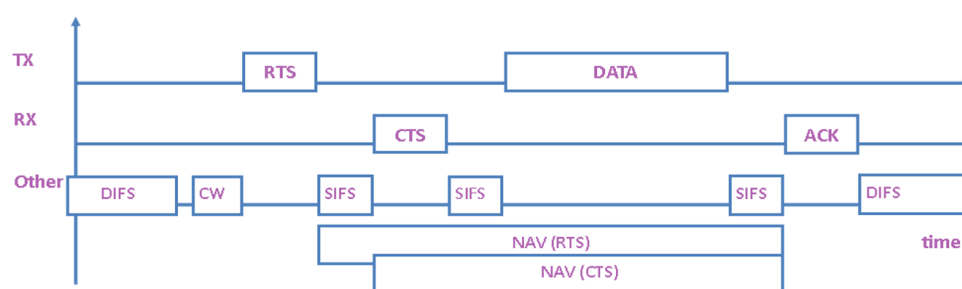 TX
RTS
DATA
RX
CTS
ACK
Other
DIFS
CW
SIFS
SIFS
SIFS
DIFS
NAV (RTS)
time
NAV (CTS)